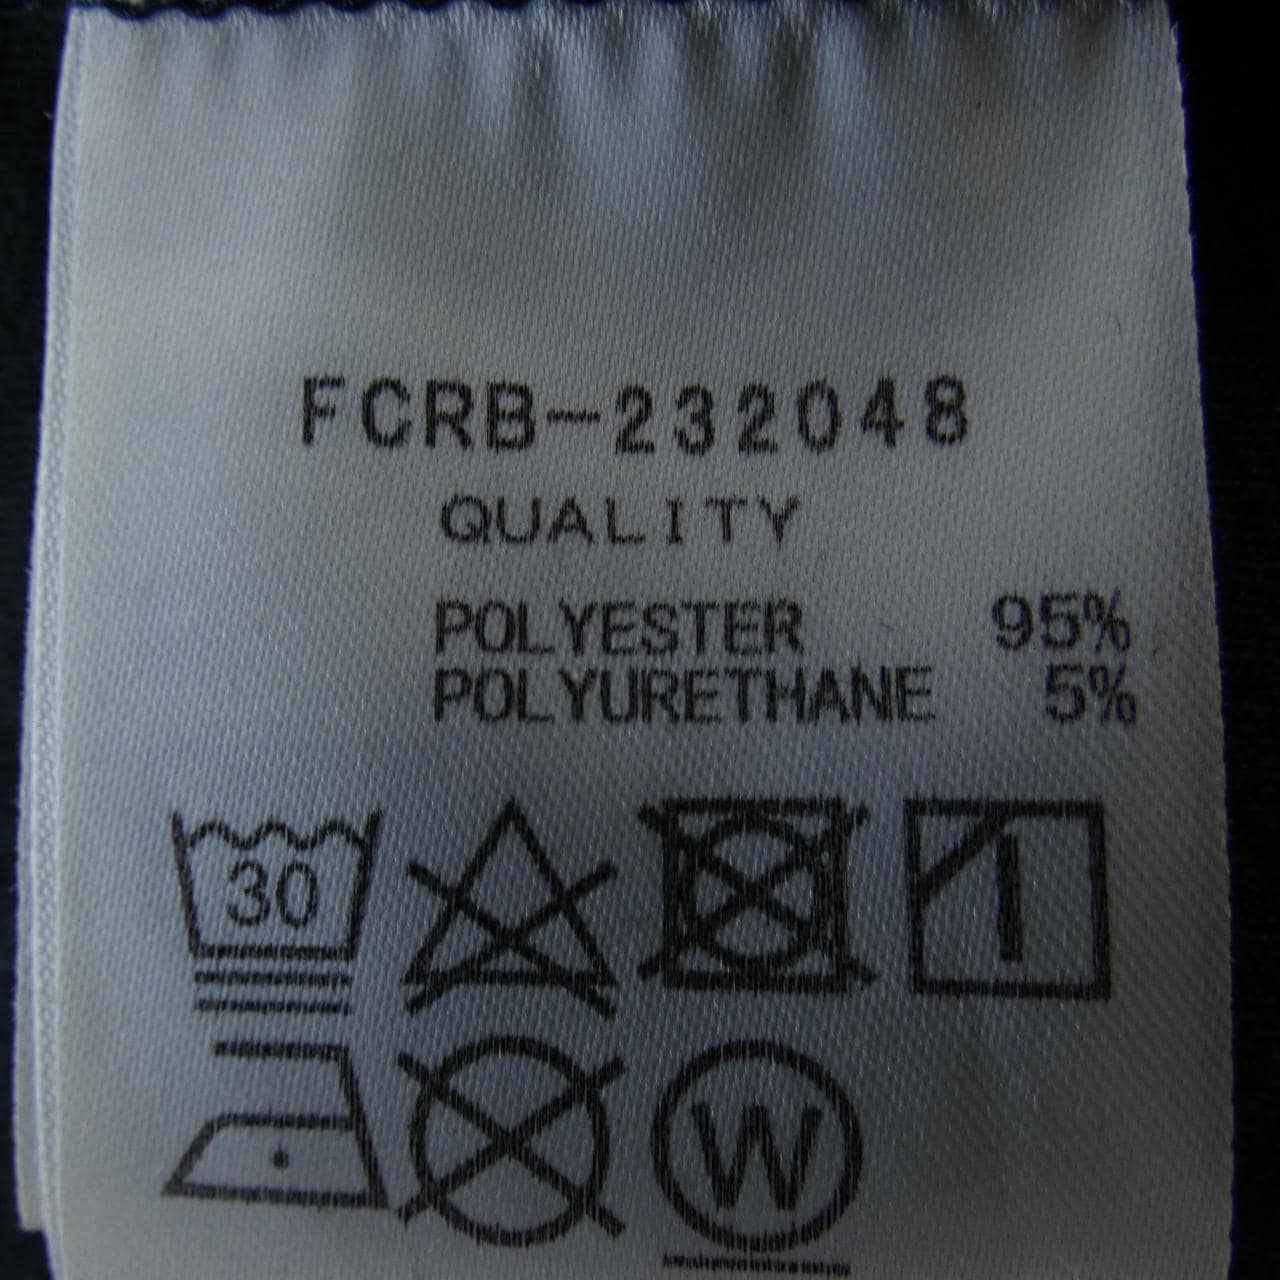 FCRB-232048
QUALITY
POLYESTER 95%
POLYURETHANE 5%
30
W